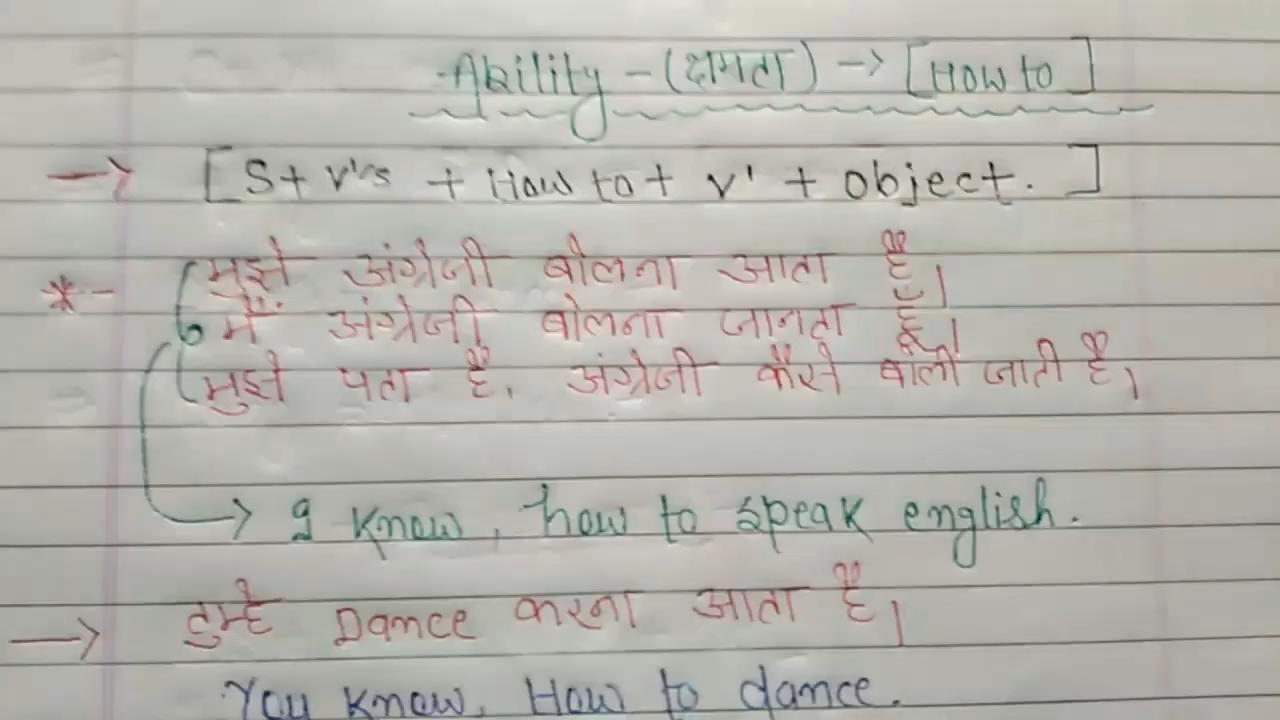 Ability - (क्षमता) -> [How to]
-> [S + v's + How to + v' + object. ]
*- मुझे अंग्रेजी बोलना आता है।
मैं अंग्रेजी बोलना जानता हूँ।
मुझे पता है, अंग्रेजी कैसे बोली जाती है।
-> I know, how to speak english.
-> तुम्हे Dance करना आता है।
You know, How to dance.